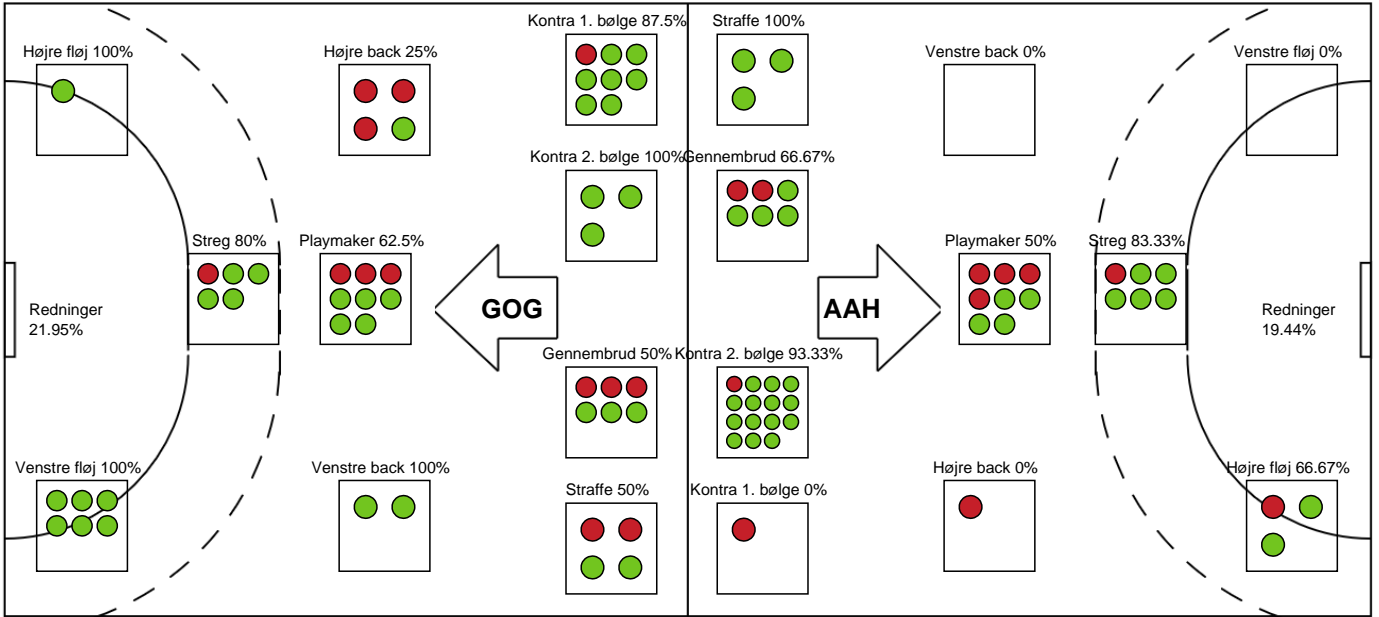 Kontra 1. bølge 87.5%
Straffe 100%
Højre fløj 100%
Højre back 25%
Venstre back 0%
Venstre fløj 0%
Kontra 2. bølge 100%
Gennembrud 66.67%
Streg 80%
Playmaker 62.5%
Playmaker 50%
Streg 83.33%
Redninger
21.95%
GOG
AAH
Redninger
19.44%
Gennembrud 50%
Kontra 2. bølge 93.33%
Venstre fløj 100%
Venstre back 100%
Straffe 50%
Kontra 1. bølge 0%
Højre back 0%
Højre fløj 66.67%